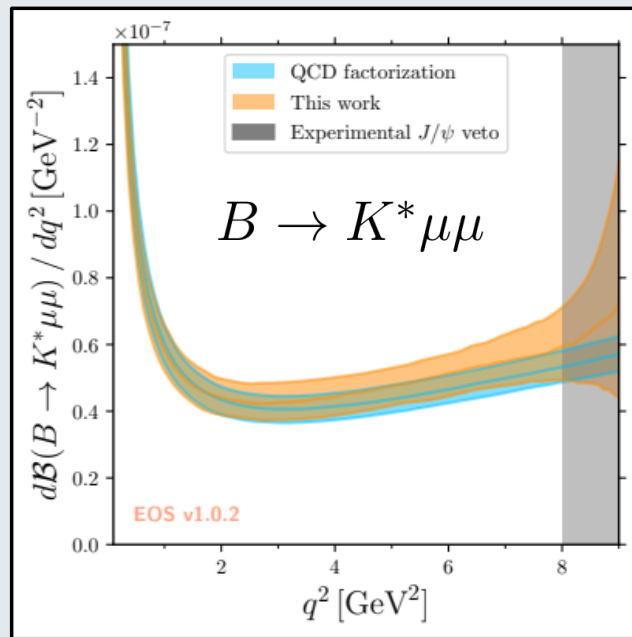 ×10⁻⁷
1.4
1.2
1.0
0.8
0.6
0.4
0.2
0.0
dB(B → K*μμ) / dq² [GeV⁻²]
QCD factorization
This work
Experimental J/ψ veto
B → K*μμ
EOS v1.0.2
2 4 6 8
q² [GeV²]